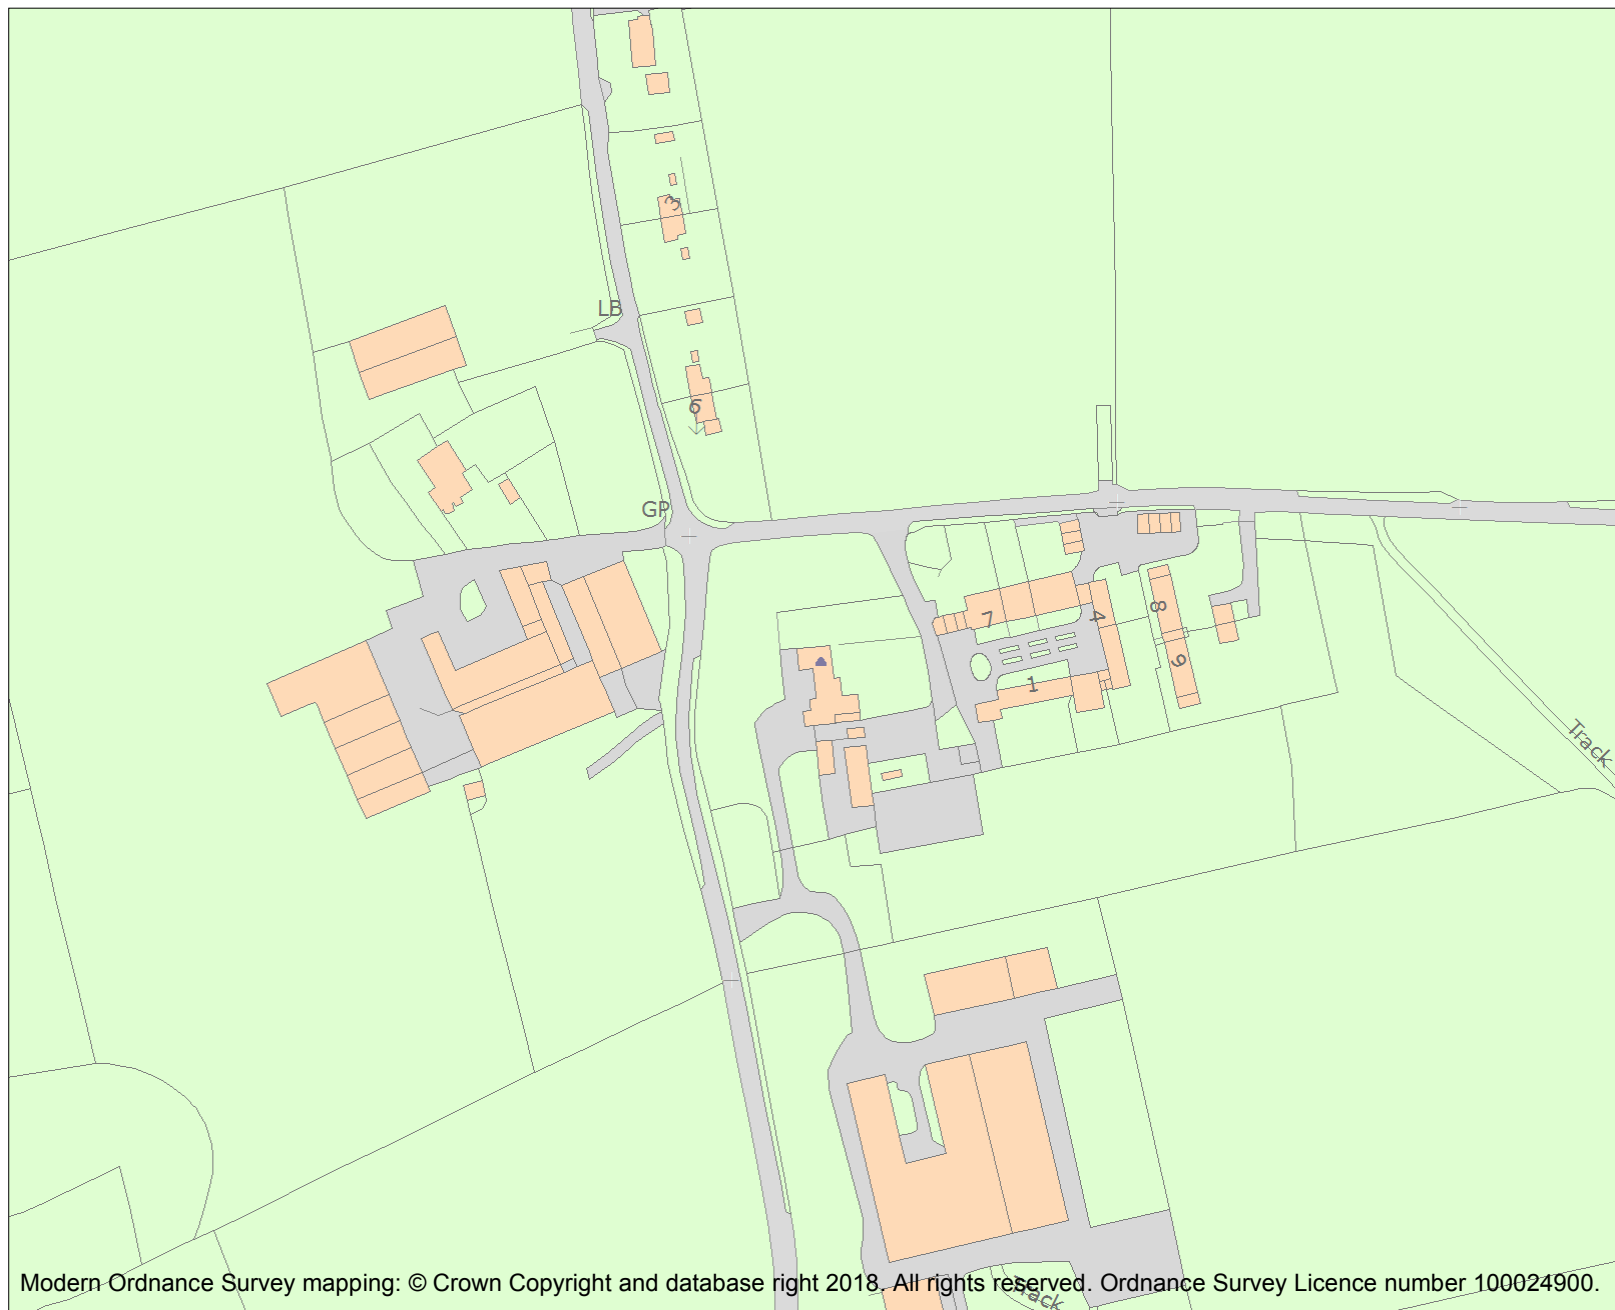 3
LB
6
GP
7
4
8
9
1
Track
Track
Modern Ordnance Survey mapping: © Crown Copyright and database right 2018. All rights reserved. Ordnance Survey Licence number 100024900.